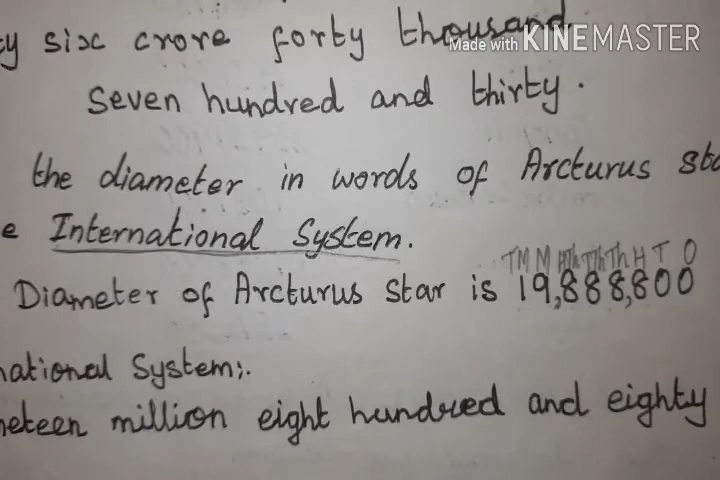 six crore forty thousand
Made with KINEMASTER
seven hundred and thirty.
the diameter in words of Arcturus
International System.
TM M HTh TTh Th H T O
Diameter of Arcturus star is 19,888,800
national System:.
neteen million eight hundred and eighty